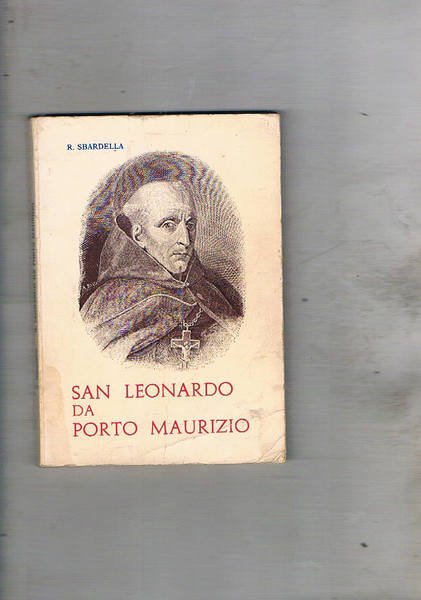 R. SBARDELLA
SAN LEONARDO
DA
PORTO MAURIZIO